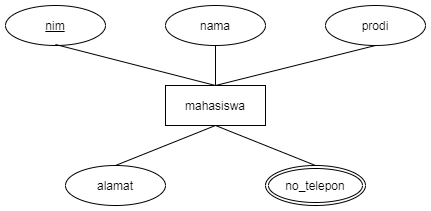 nim
nama
prodi
mahasiswa
alamat
no_telepon